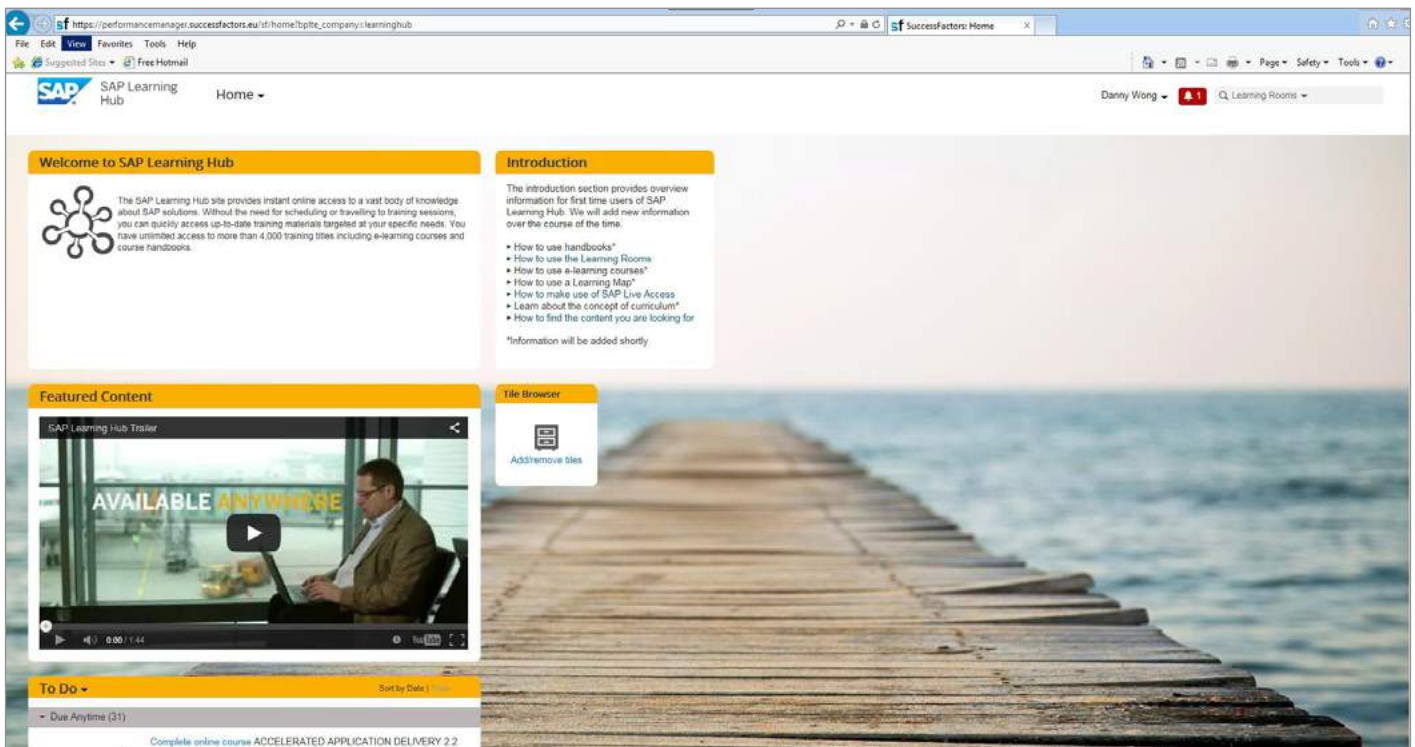 sf https://performancemanager.successfactors.eu/sf/home?bplte_company=learninghub
sf SuccessFactors: Home
File Edit View Favorites Tools Help
Suggested Sites Free Hotmail
Page Safety Tools
SAP
SAP Learning
Hub
Home
Danny Wong
1
Learning Rooms
Welcome to SAP Learning Hub
The SAP Learning Hub site provides instant online access to a vast body of knowledge
about SAP solutions. Without the need for scheduling or travelling to training sessions,
you can quickly access up-to-date training materials targeted at your specific needs. You
have unlimited access to more than 4,000 training titles including e-learning courses and
course handbooks.
Introduction
The introduction section provides overview
information for first time users of SAP
Learning Hub. We will add new information
over the course of the time.
How to use handbooks*
How to use the Learning Rooms
How to use e-learning courses*
How to use a Learning Map*
How to make use of SAP Live Access
Learn about the concept of curriculum*
How to find the content you are looking for
*Information will be added shortly
Featured Content
SAP Learning Hub Trailer
AVAILABLE ANYWHERE
0:00 / 1:44
YouTube
Tile Browser
Add/remove tiles
To Do
Sort by Date |
Due Anytime (31)
Complete online course ACCELERATED APPLICATION DELIVERY 2.2